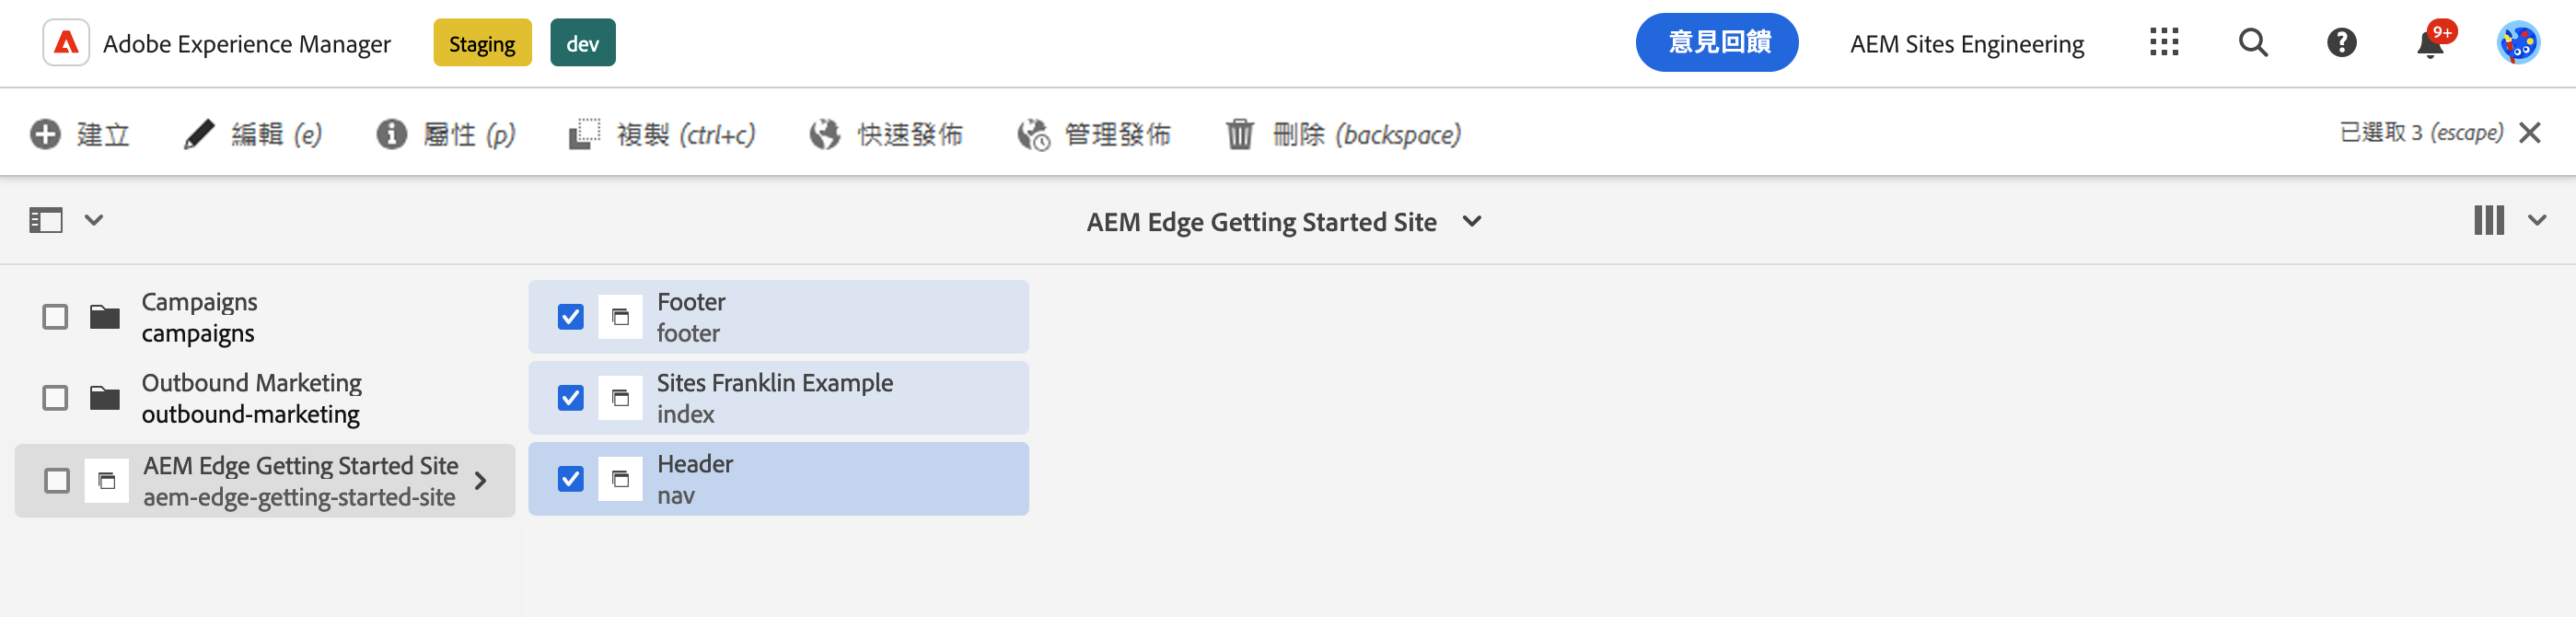 Adobe Experience Manager Staging dev 意見回饋 AEM Sites Engineering 9+
建立 編輯 (e) 屬性 (p) 複製 (ctrl+c) 快速發佈 管理發佈 刪除 (backspace) 已選取 3 (escape)
AEM Edge Getting Started Site
Campaigns
campaigns
Outbound Marketing
outbound-marketing
AEM Edge Getting Started Site
aem-edge-getting-started-site
Footer
footer
Sites Franklin Example
index
Header
nav